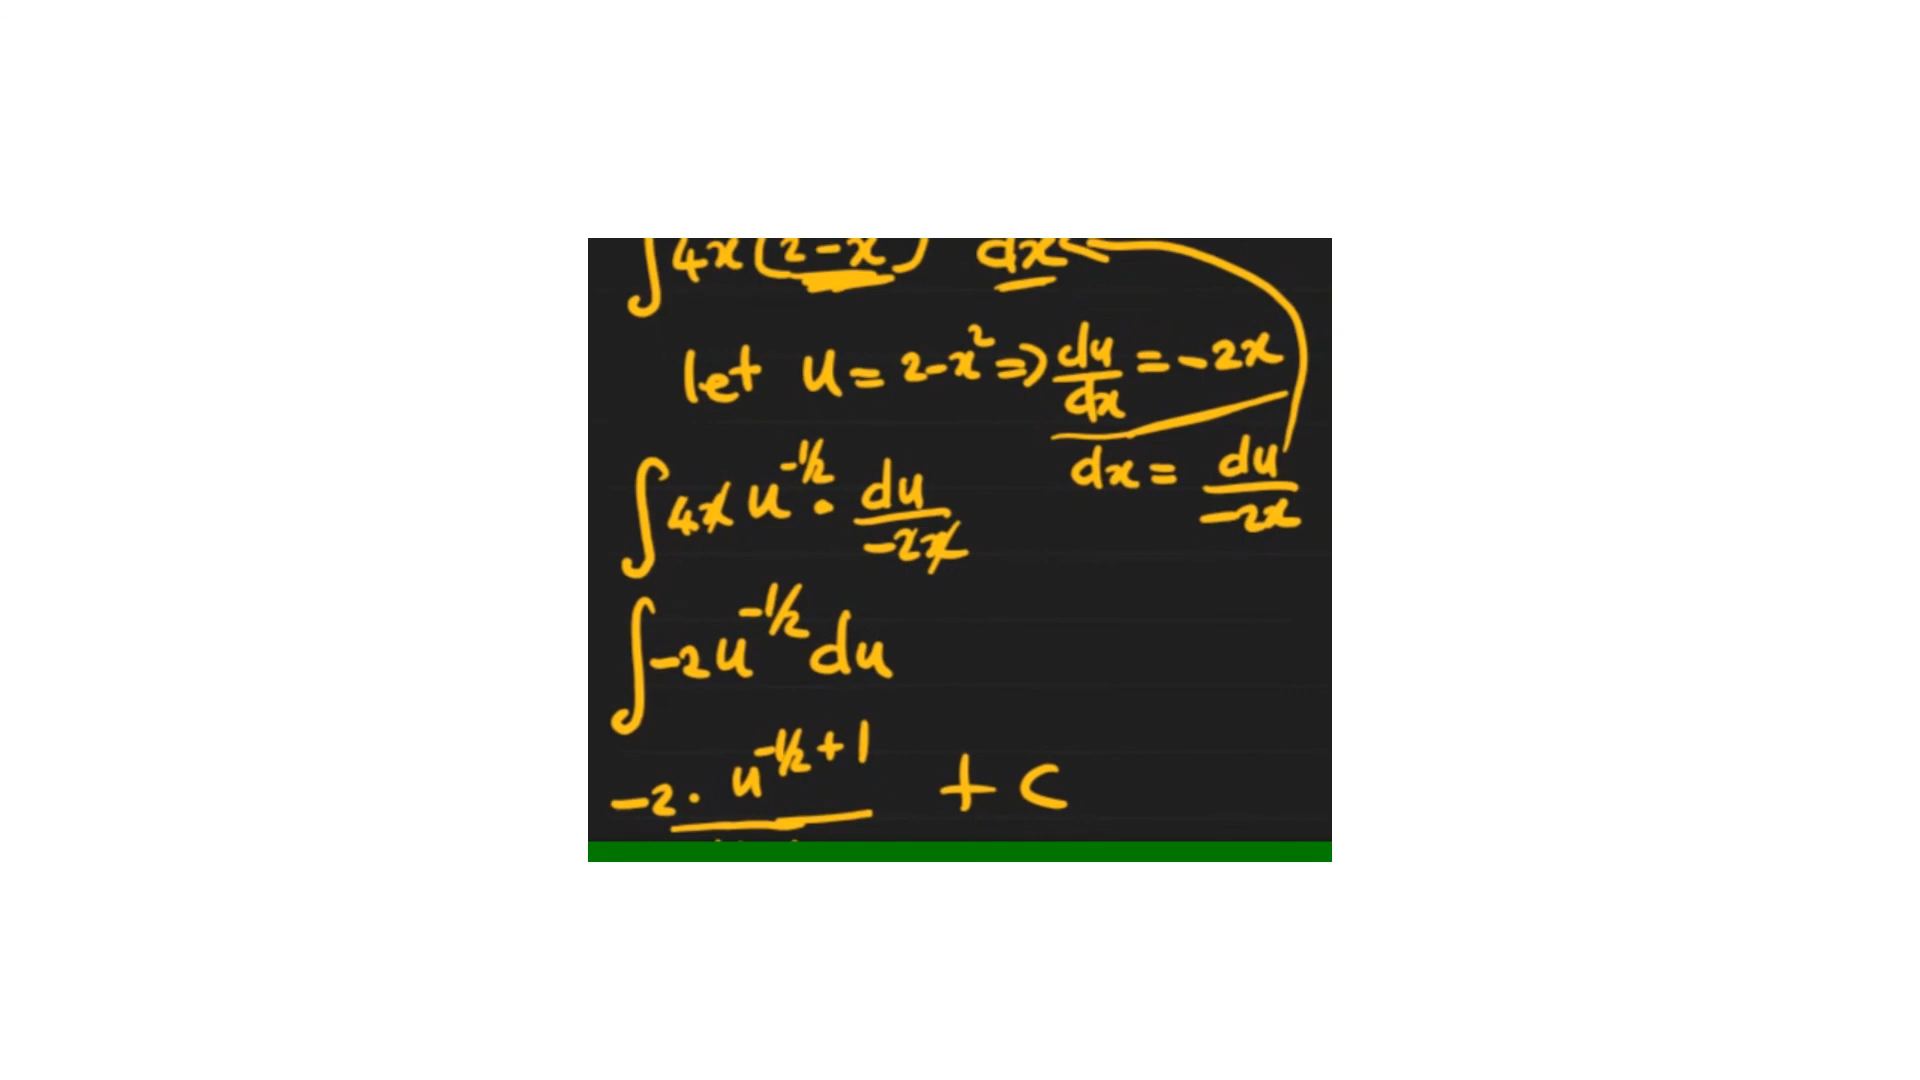 ∫4x(2-x) dx
let u = 2-x² ⇒ du/dx = -2x
dx = du/-2x
∫4x u^-1/2 · du/-2x
∫-2u^-1/2 du
-2 · u^-1/2+1 + c